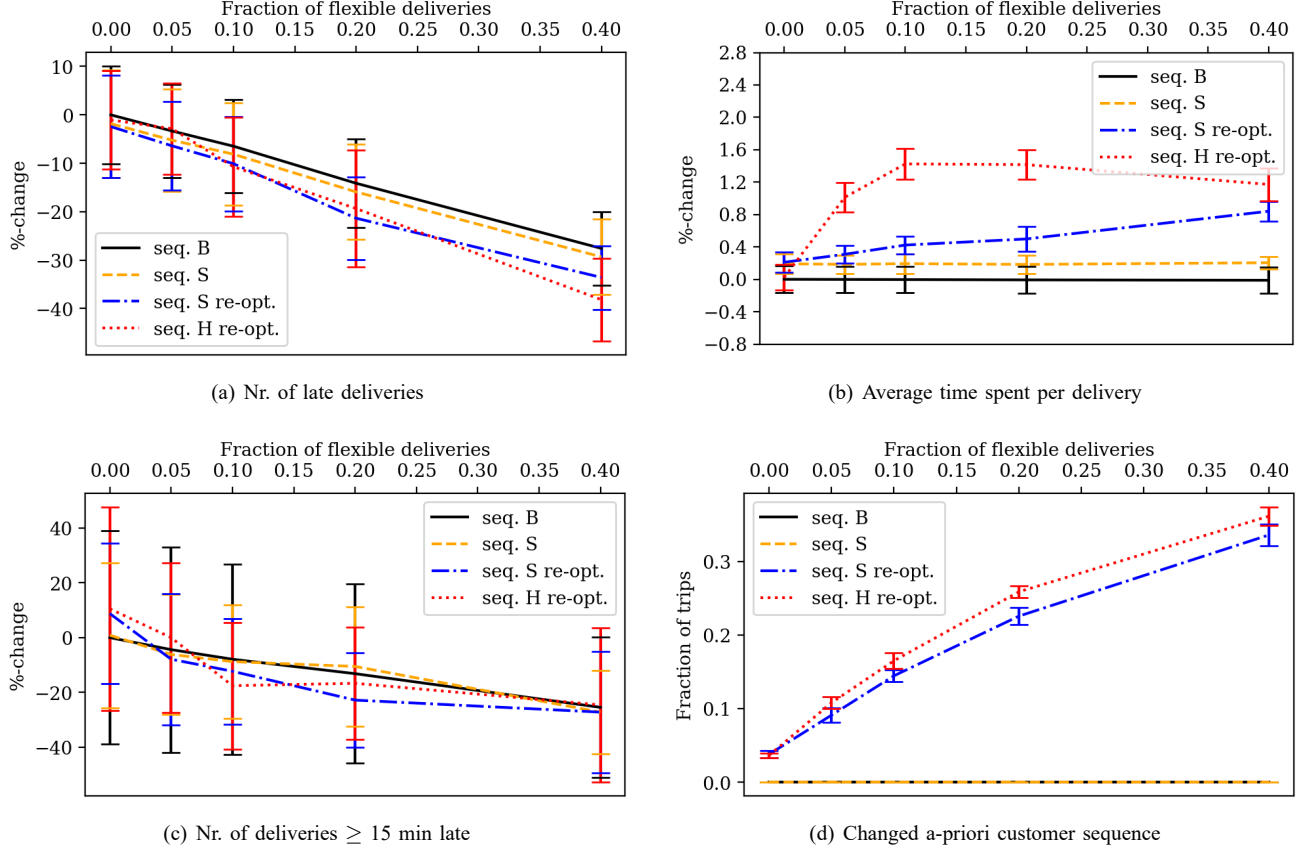 Fraction of flexible deliveries
0.00 0.05 0.10 0.15 0.20 0.25 0.30 0.35 0.40
10
0
−10
−20
−30
−40
%-change
seq. B
seq. S
seq. S re-opt.
seq. H re-opt.
(a) Nr. of late deliveries
Fraction of flexible deliveries
0.00 0.05 0.10 0.15 0.20 0.25 0.30 0.35 0.40
2.8
2.4
2.0
1.6
1.2
0.8
0.4
0.0
−0.4
−0.8
%-change
seq. B
seq. S
seq. S re-opt.
seq. H re-opt.
(b) Average time spent per delivery
Fraction of flexible deliveries
0.00 0.05 0.10 0.15 0.20 0.25 0.30 0.35 0.40
40
20
0
−20
−40
%-change
seq. B
seq. S
seq. S re-opt.
seq. H re-opt.
(c) Nr. of deliveries ≥ 15 min late
Fraction of flexible deliveries
0.00 0.05 0.10 0.15 0.20 0.25 0.30 0.35 0.40
0.3
0.2
0.1
0.0
Fraction of trips
seq. B
seq. S
seq. S re-opt.
seq. H re-opt.
(d) Changed a-priori customer sequence